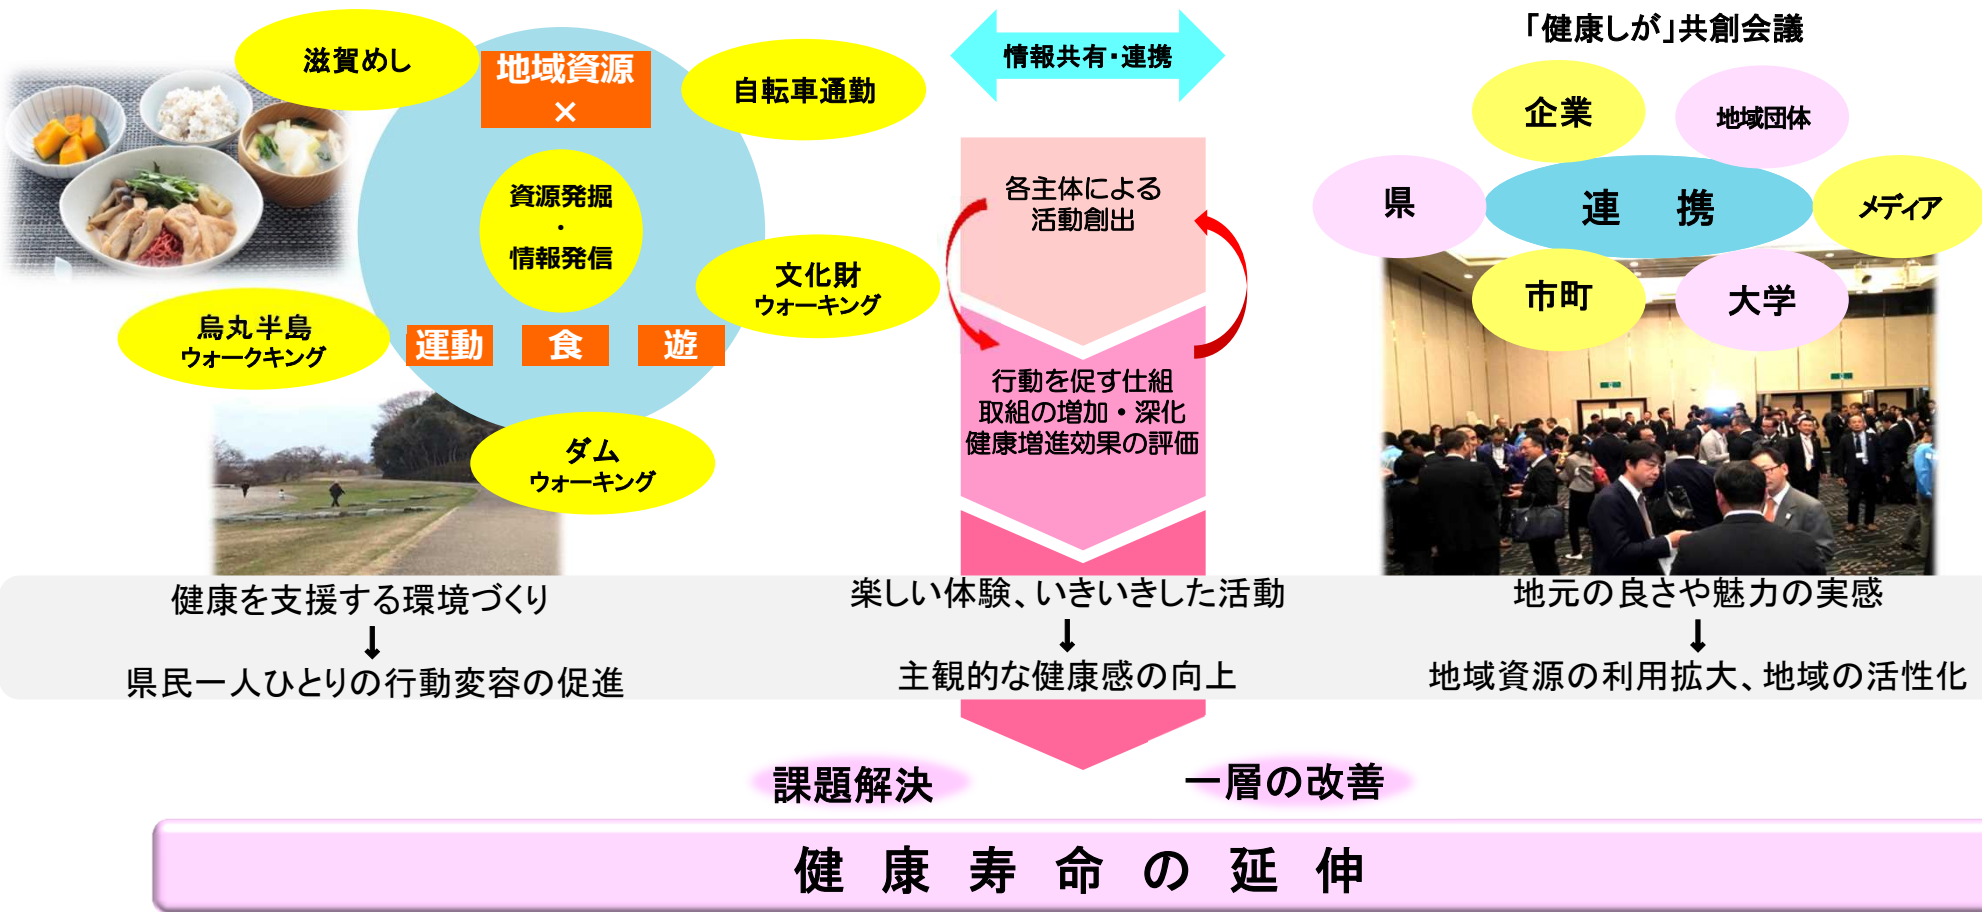 滋賀めし
地域資源
×
自転車通勤
資源発掘
・
情報発信
文化財
ウォーキング
烏丸半島
ウォークキング
運動
食
遊
ダム
ウォーキング
情報共有・連携
各主体による
活動創出
行動を促す仕組
取組の増加・深化
健康増進効果の評価
「健康しが」共創会議
企業
地域団体
県
連 携
メディア
市町
大学
健康を支援する環境づくり
↓
県民一人ひとりの行動変容の促進
楽しい体験、いきいきした活動
↓
主観的な健康感の向上
地元の良さや魅力の実感
↓
地域資源の利用拡大、地域の活性化
課題解決
一層の改善
健 康 寿 命 の 延 伸